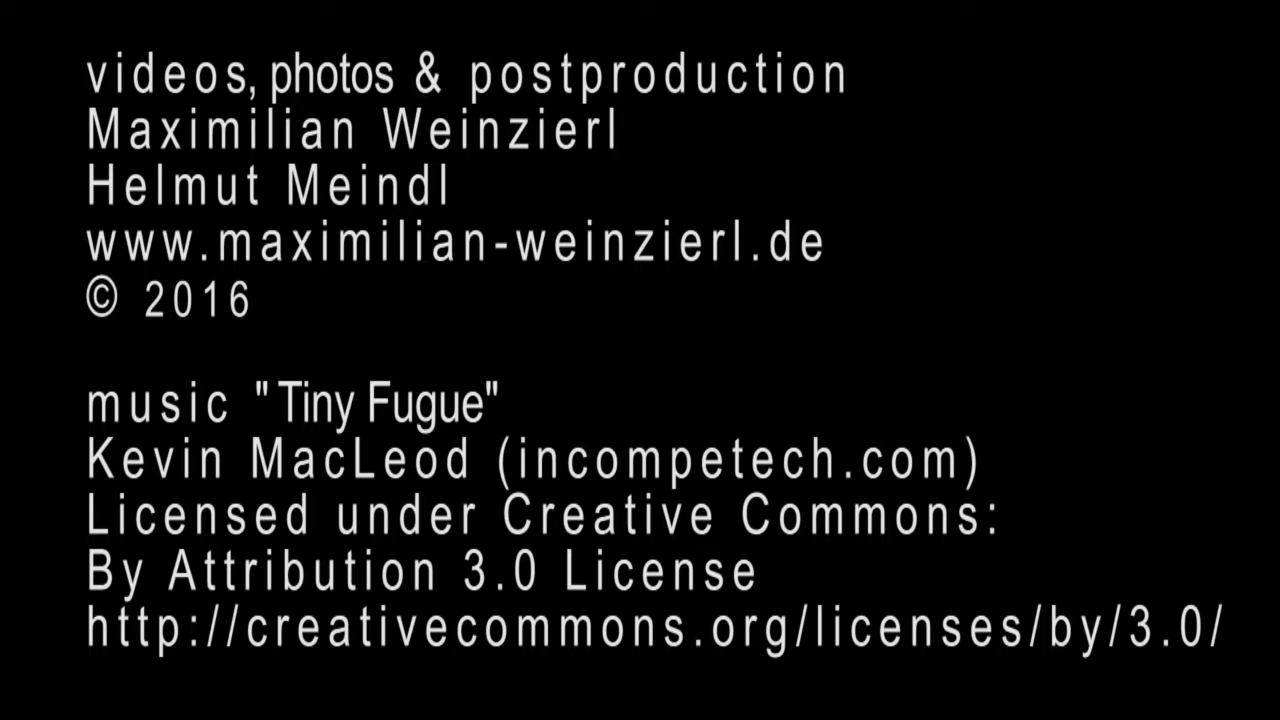 videos, photos & postproduction
Maximilian Weinzierl
Helmut Meindl
www.maximilian-weinzierl.de
© 2016
music "Tiny Fugue"
Kevin MacLeod (incompetech.com)
Licensed under Creative Commons:
By Attribution 3.0 License
http://creativecommons.org/licenses/by/3.0/